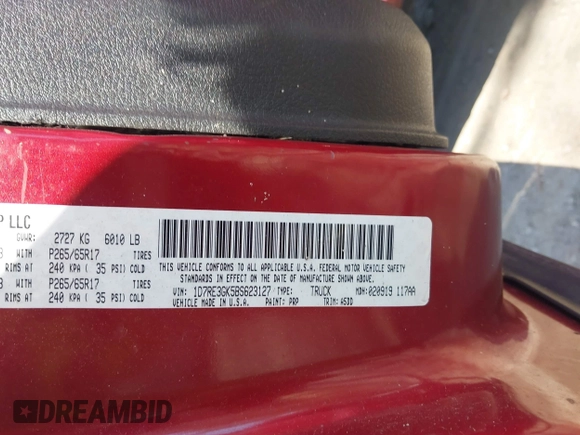 P LLC
GVWR: 2727 KG 6010 LB
WITH P265/65R17 TIRES
RIMS AT 240 KPA ( 35 PSI) COLD
WITH P265/65R17 TIRES
RIMS AT 240 KPA ( 35 PSI) COLD
THIS VEHICLE CONFORMS TO ALL APPLICABLE U.S.A. FEDERAL MOTOR VEHICLE SAFETY
STANDARDS IN EFFECT ON THE DATE OF MANUFACTURE SHOWN ABOVE.
VIN: 1D7RE3GK5BS623127 TYPE: TRUCK MDH: 020919 117AA
VEHICLE MADE IN U.S.A. PAINT: PRP TRIM: A5DD
DREAMBID